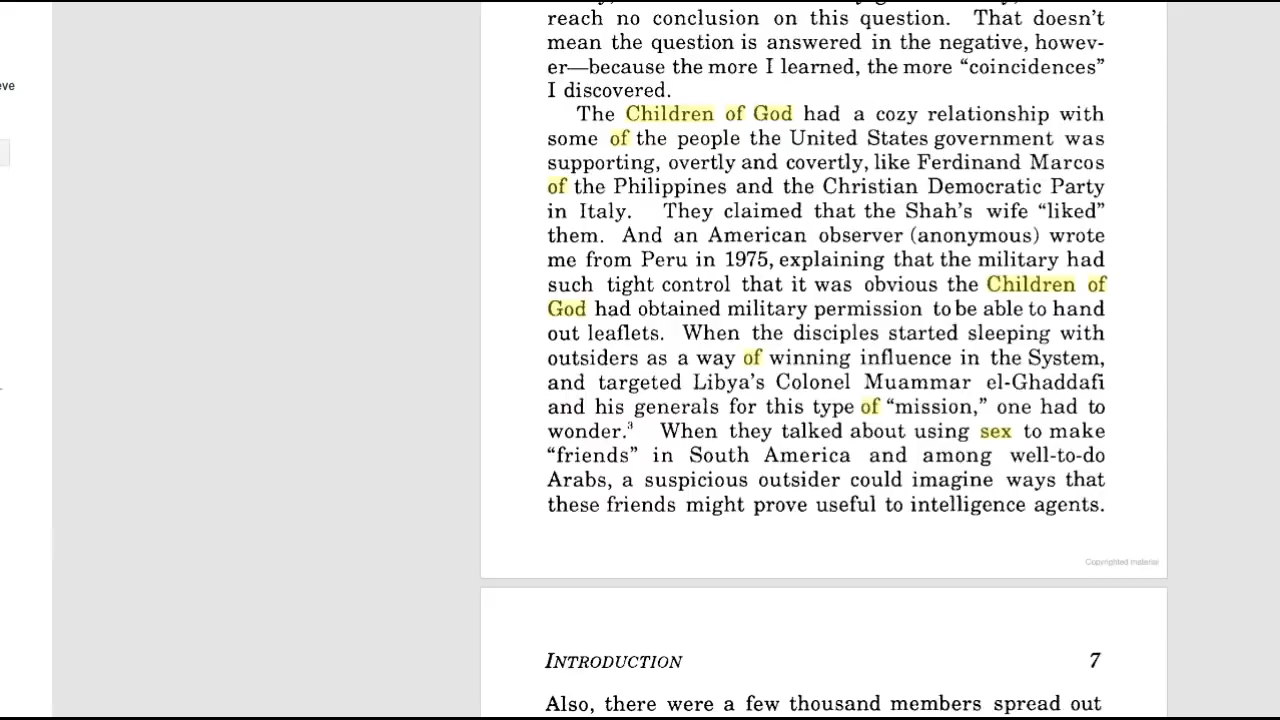 reach no conclusion on this question. That doesn't
mean the question is answered in the negative, howev-
er—because the more I learned, the more “coincidences”
I discovered.
The Children of God had a cozy relationship with
some of the people the United States government was
supporting, overtly and covertly, like Ferdinand Marcos
of the Philippines and the Christian Democratic Party
in Italy. They claimed that the Shah's wife “liked”
them. And an American observer (anonymous) wrote
me from Peru in 1975, explaining that the military had
such tight control that it was obvious the Children of
God had obtained military permission to be able to hand
out leaflets. When the disciples started sleeping with
outsiders as a way of winning influence in the System,
and targeted Libya's Colonel Muammar el-Ghaddafi
and his generals for this type of “mission,” one had to
wonder.³ When they talked about using sex to make
“friends” in South America and among well-to-do
Arabs, a suspicious outsider could imagine ways that
these friends might prove useful to intelligence agents.
Copyrighted material
INTRODUCTION 7
Also, there were a few thousand members spread out